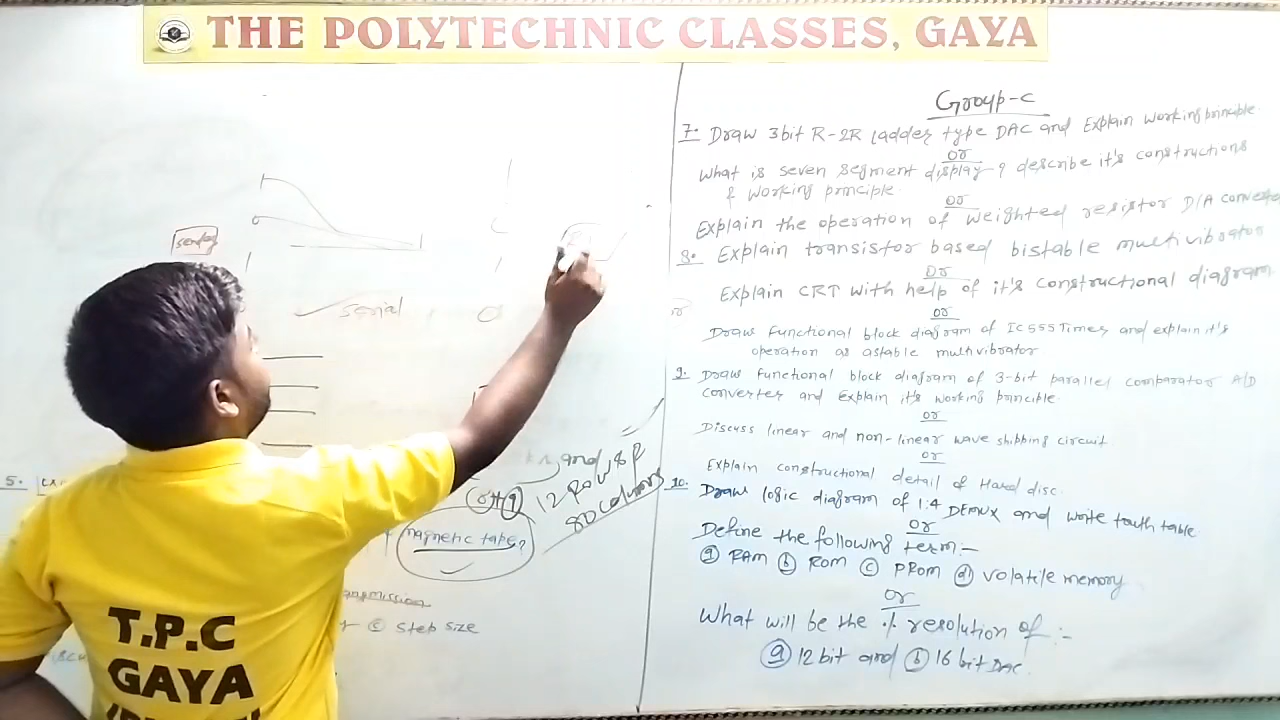 THE POLYTECHNIC CLASSES, GAYA
Group-C
7. Draw 3bit R-2R ladder type DAC and Explain working principle.
or
What is seven segment display? describe it's constructions
& working principle.
or
Explain the operation of weighted resistor D/A converter
8. Explain transistor based bistable multivibrator
or
Explain CRT with help of it's constructional diagram
or
Draw functional block diagram of IC555 Timer and explain it's
operation as astable multivibrator
9. Draw functional block diagram of 3-bit parallel comparator A/D
converter and explain it's working principle.
or
Discuss linear and non-linear wave shipping circuit.
or
Explain constructional detail of Hard disc.
10. Draw logic diagram of 1:4 DEMUX and write truth table
or
Define the following term:-
(a) RAM (b) ROM (c) PROM (d) volatile memory
or
What will be the % resolution of :-
(a) 12 bit and (b) 16 bit DAC.
serial
and
12 Rows &
80 columns
magnetic tape?
5.
(c) step size
T.P.C
GAYA